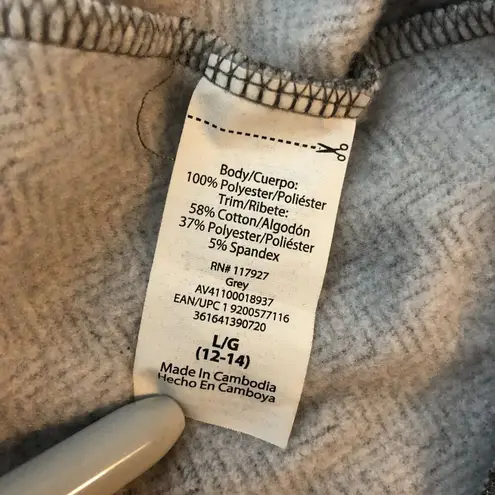 Body/Cuerpo:
100% Polyester/Poliéster
Trim/Ribete:
58% Cotton/Algodón
37% Polyester/Poliéster
5% Spandex
RN# 117927
Grey
AV41100018937
EAN/UPC 1 9200577116
361641390720
L/G
(12-14)
Made In Cambodia
Hecho En Camboya